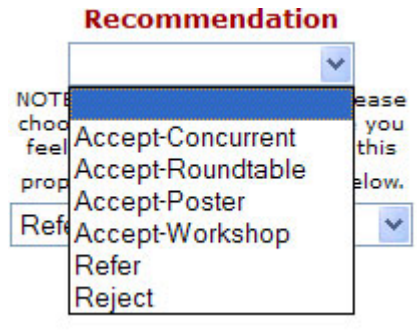 Recommendation
NOTE ease
choo you
Accept-Concurrent
feel this
Accept-Roundtable
prop elow.
Accept-Poster
Refe Accept-Workshop
Refer
Reject